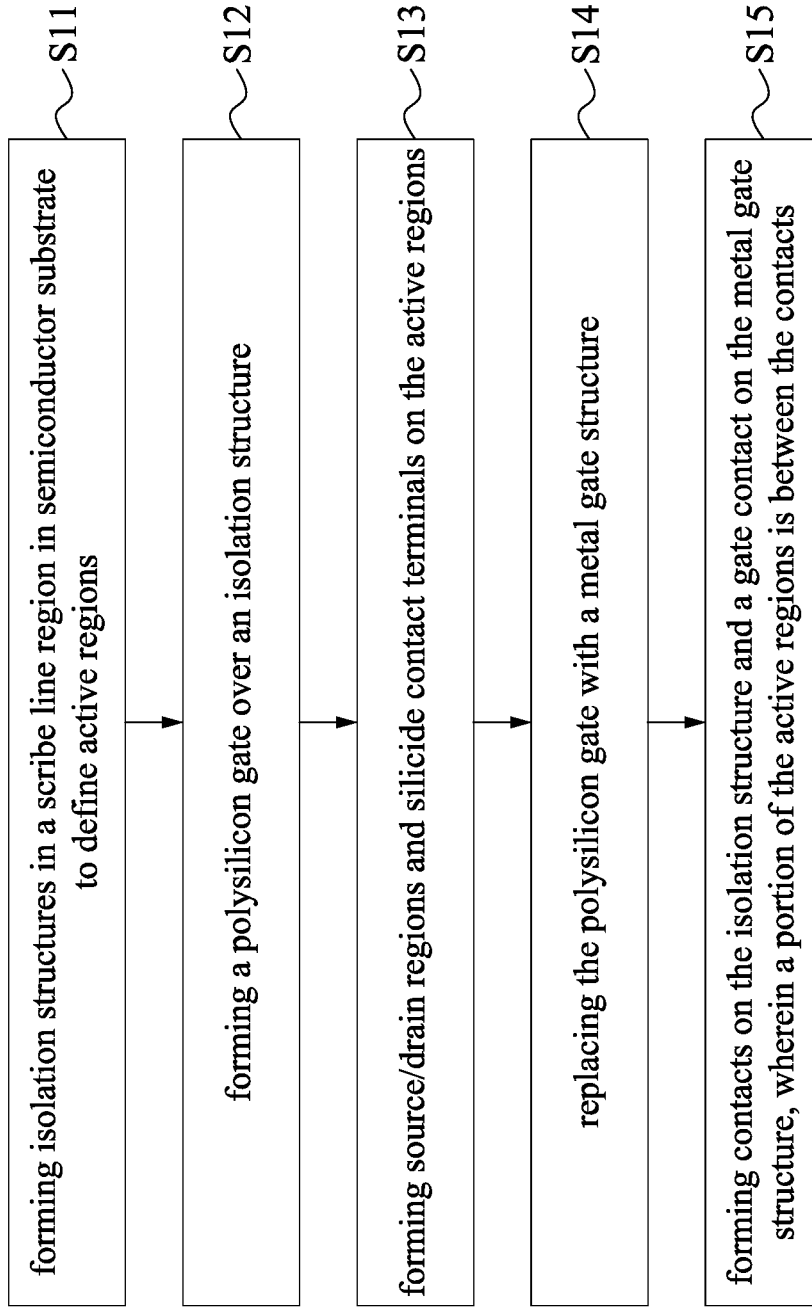 forming isolation structures in a scribe line region in semiconductor substrate
to define active regions
S11
forming a polysilicon gate over an isolation structure
S12
forming source/drain regions and silicide contact terminals on the active regions
S13
replacing the polysilicon gate with a metal gate structure
S14
forming contacts on the isolation structure and a gate contact on the metal gate
structure, wherein a portion of the active regions is between the contacts
S15